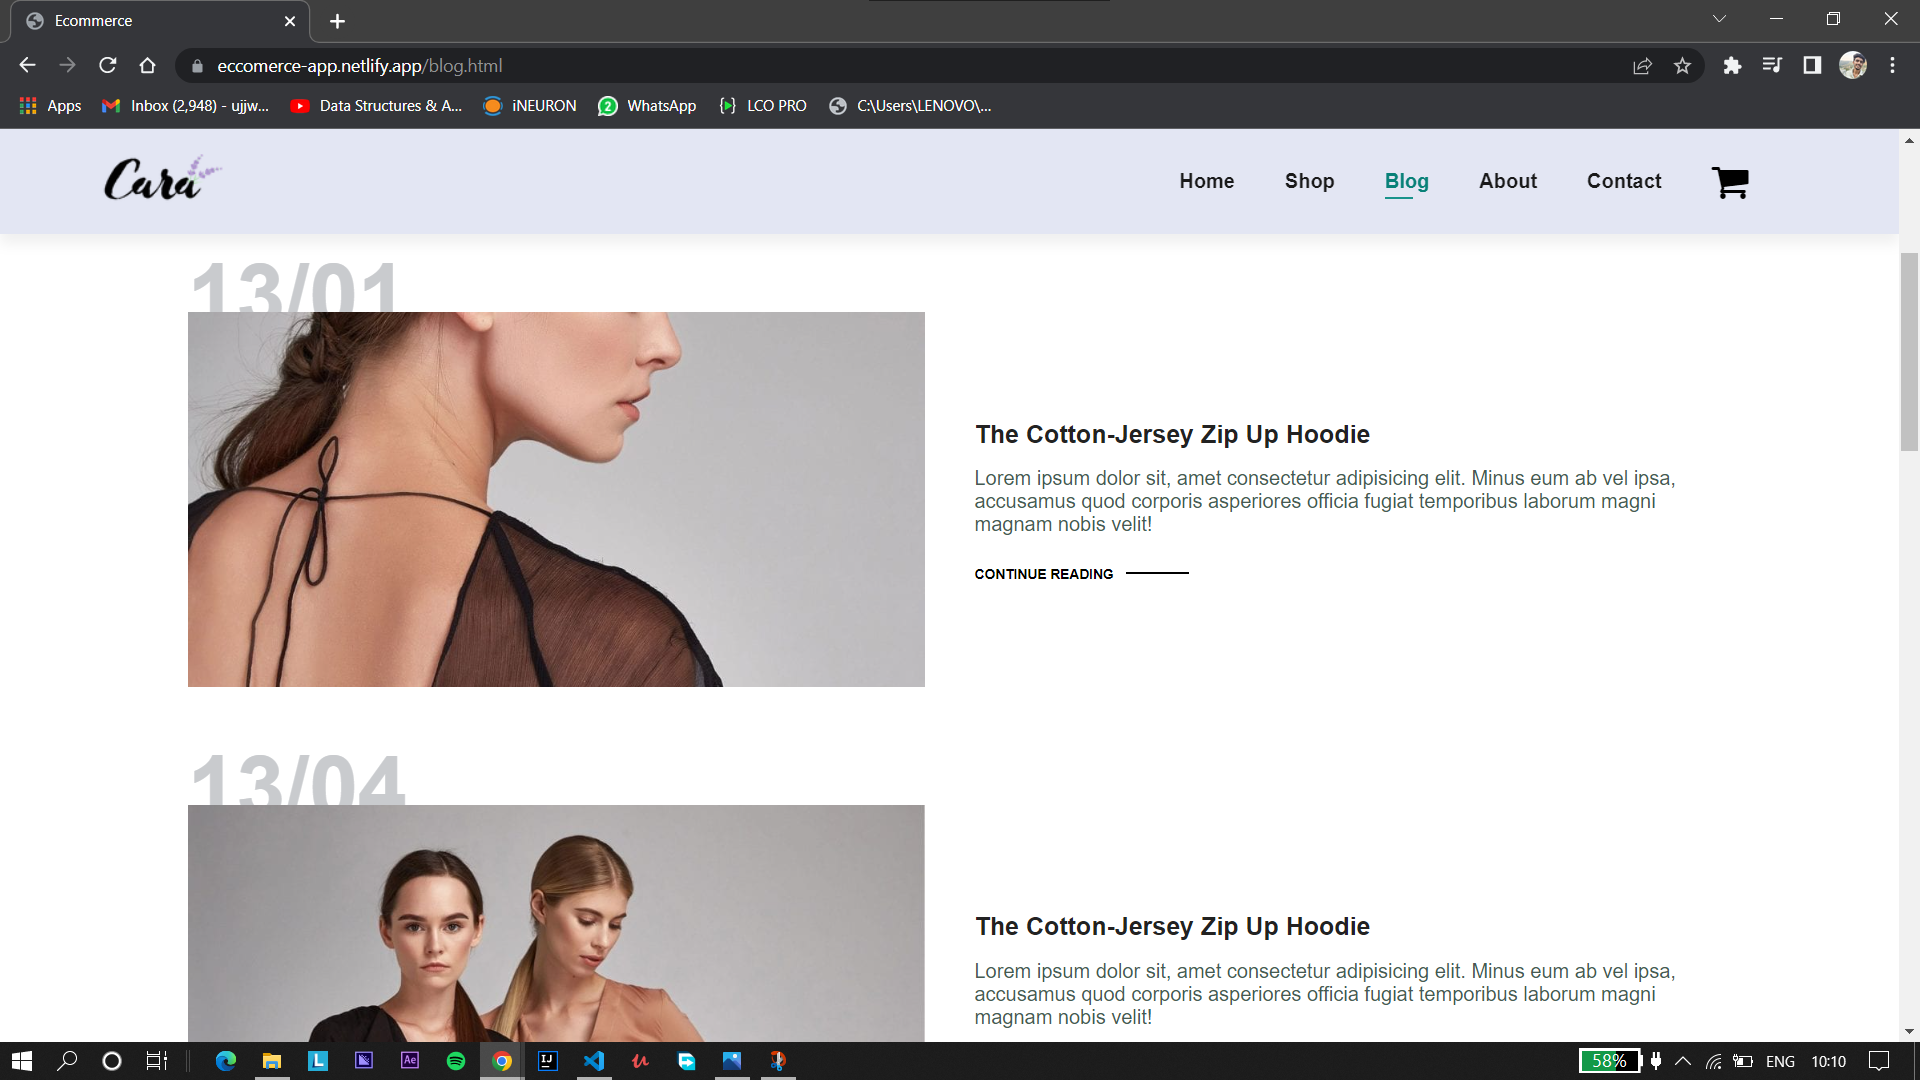 Ecommerce
eccomerce-app.netlify.app/blog.html
Apps
Inbox (2,948) - ujjw...
Data Structures & A...
iNEURON
2
WhatsApp
LCO PRO
C:\Users\LENOVO\...
Cara
Home
Shop
Blog
About
Contact
13/01
The Cotton-Jersey Zip Up Hoodie
Lorem ipsum dolor sit, amet consectetur adipisicing elit. Minus eum ab vel ipsa,
accusamus quod corporis asperiores officia fugiat temporibus laborum magni
magnam nobis velit!
CONTINUE READING
13/04
The Cotton-Jersey Zip Up Hoodie
Lorem ipsum dolor sit, amet consectetur adipisicing elit. Minus eum ab vel ipsa,
accusamus quod corporis asperiores officia fugiat temporibus laborum magni
magnam nobis velit!
L
Ae
IJ
58%
ENG
10:10